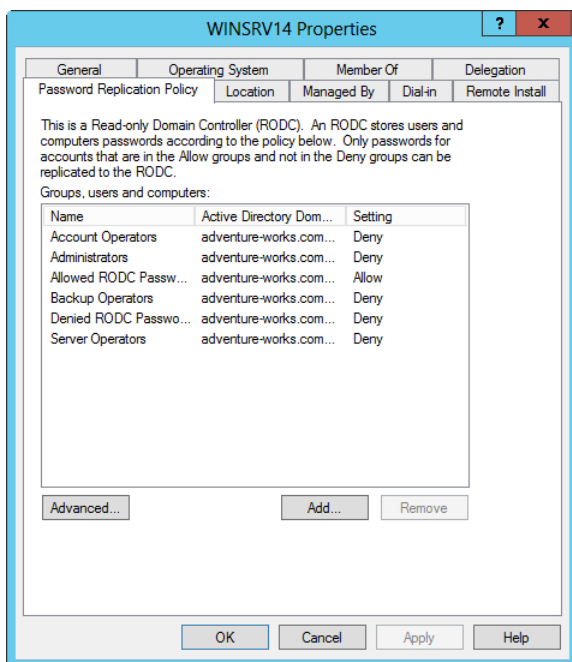 WINSRV14 Properties
? x
General Operating System Member Of Delegation
Password Replication Policy Location Managed By Dial-in Remote Install
This is a Read-only Domain Controller (RODC). An RODC stores users and
computers passwords according to the policy below. Only passwords for
accounts that are in the Allow groups and not in the Deny groups can be
replicated to the RODC.
Groups, users and computers:
Name Active Directory Dom... Setting
Account Operators adventure-works.com... Deny
Administrators adventure-works.com... Deny
Allowed RODC Passw... adventure-works.com... Allow
Backup Operators adventure-works.com... Deny
Denied RODC Passwo... adventure-works.com... Deny
Server Operators adventure-works.com... Deny
Advanced... Add... Remove
OK Cancel Apply Help